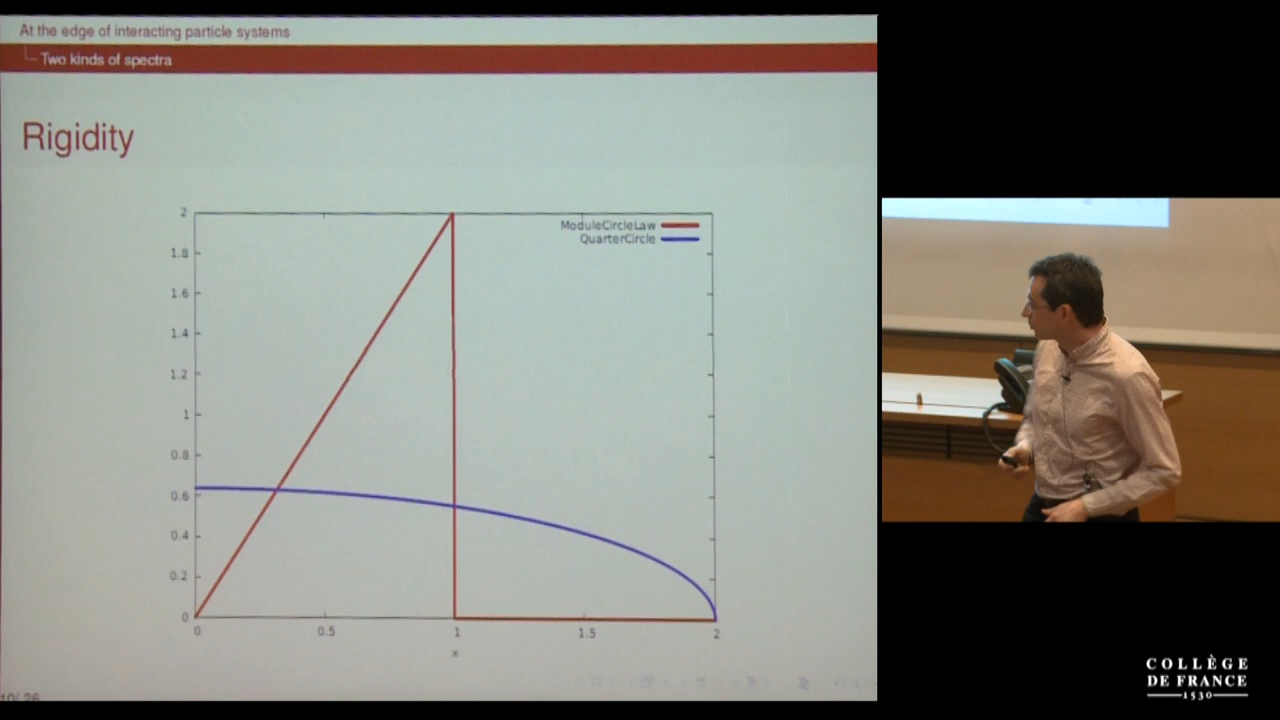 At the edge of interacting particle systems
Two kinds of spectra
Rigidity
2
1.8
1.6
1.4
1.2
1
0.8
0.6
0.4
0.2
0
ModuleCircleLaw
QuarterCircle
0
0.5
1
1.5
2
x
10/ 26
COLLÈGE
DE FRANCE
1530